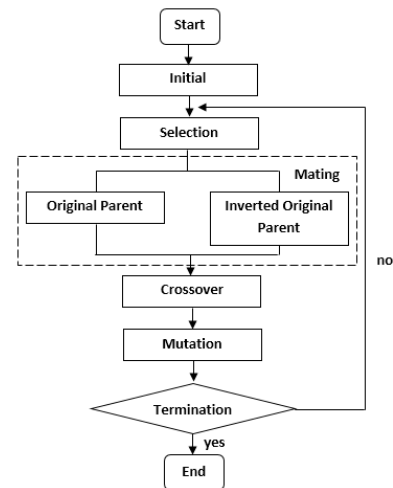 Start
Initial
Selection
Mating
Original Parent
Inverted Original
Parent
no
Crossover
Mutation
Termination
yes
End